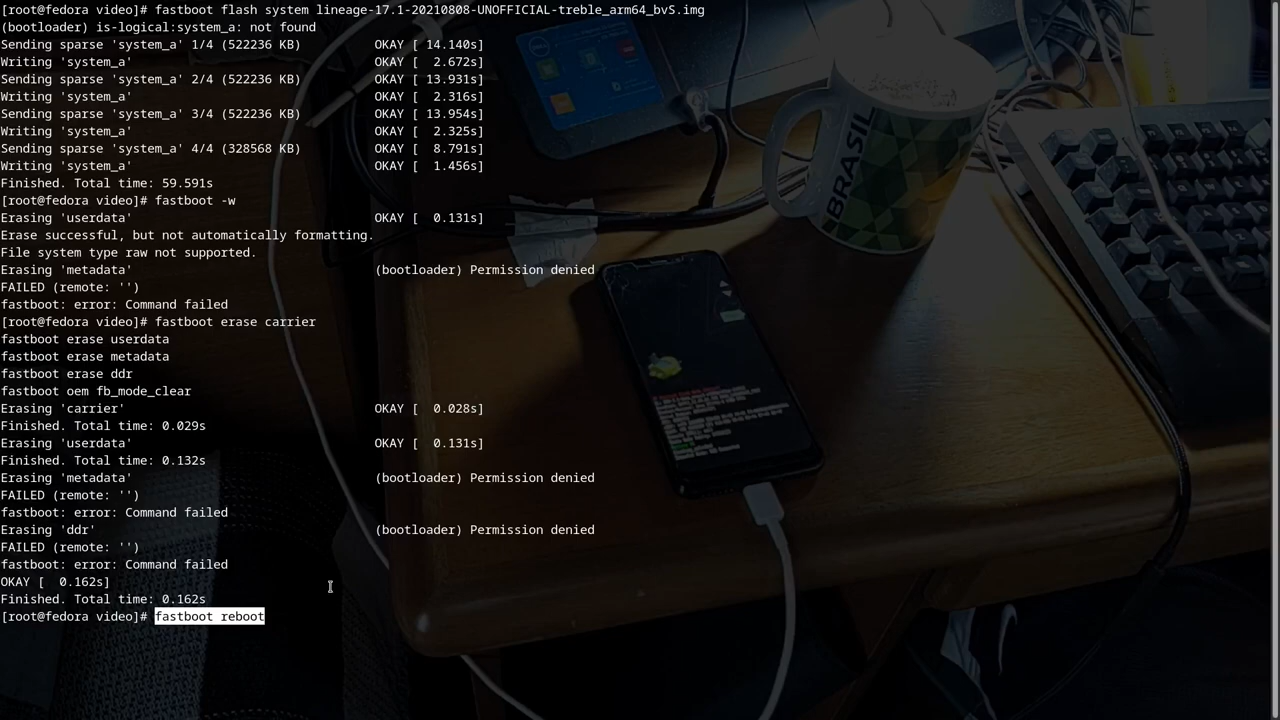 [root@fedora video]# fastboot flash system lineage-17.1-20210808-UNOFFICIAL-treble_arm64_bvS.img
(bootloader) is-logical:system_a: not found
Sending sparse 'system_a' 1/4 (522236 KB)          OKAY [ 14.140s]
Writing 'system_a'                                 OKAY [  2.672s]
Sending sparse 'system_a' 2/4 (522236 KB)          OKAY [ 13.931s]
Writing 'system_a'                                 OKAY [  2.316s]
Sending sparse 'system_a' 3/4 (522236 KB)          OKAY [ 13.954s]
Writing 'system_a'                                 OKAY [  2.325s]
Sending sparse 'system_a' 4/4 (328568 KB)          OKAY [  8.791s]
Writing 'system_a'                                 OKAY [  1.456s]
Finished. Total time: 59.591s
[root@fedora video]# fastboot -w
Erasing 'userdata'                                 OKAY [  0.131s]
Erase successful, but not automatically formatting.
File system type raw not supported.
Erasing 'metadata'                                 (bootloader) Permission denied
FAILED (remote: '')
fastboot: error: Command failed
[root@fedora video]# fastboot erase carrier
fastboot erase userdata
fastboot erase metadata
fastboot erase ddr
fastboot oem fb_mode_clear
Erasing 'carrier'                                  OKAY [  0.028s]
Finished. Total time: 0.029s
Erasing 'userdata'                                 OKAY [  0.131s]
Finished. Total time: 0.132s
Erasing 'metadata'                                 (bootloader) Permission denied
FAILED (remote: '')
fastboot: error: Command failed
Erasing 'ddr'                                      (bootloader) Permission denied
FAILED (remote: '')
fastboot: error: Command failed
OKAY [  0.162s]
Finished. Total time: 0.162s
[root@fedora video]# fastboot reboot
BRASIL